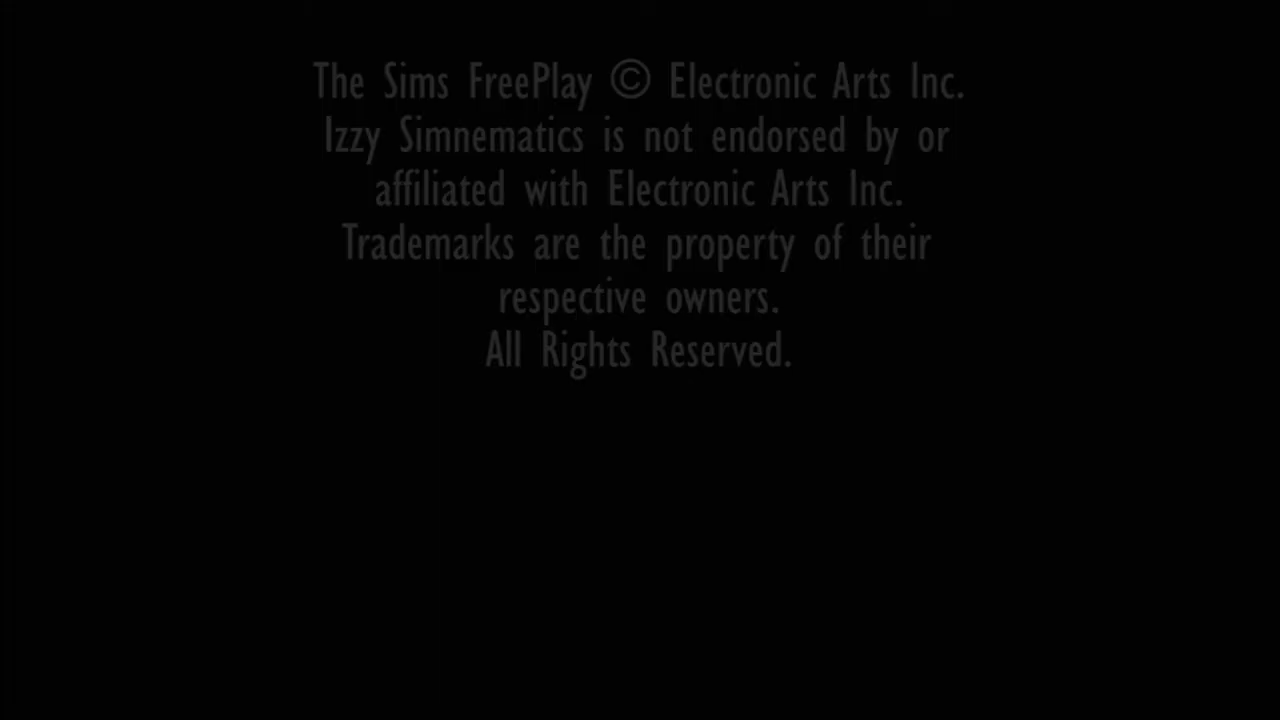 The Sims FreePlay © Electronic Arts Inc.
Izzy Simnematics is not endorsed by or
affiliated with Electronic Arts Inc.
Trademarks are the property of their
respective owners.
All Rights Reserved.